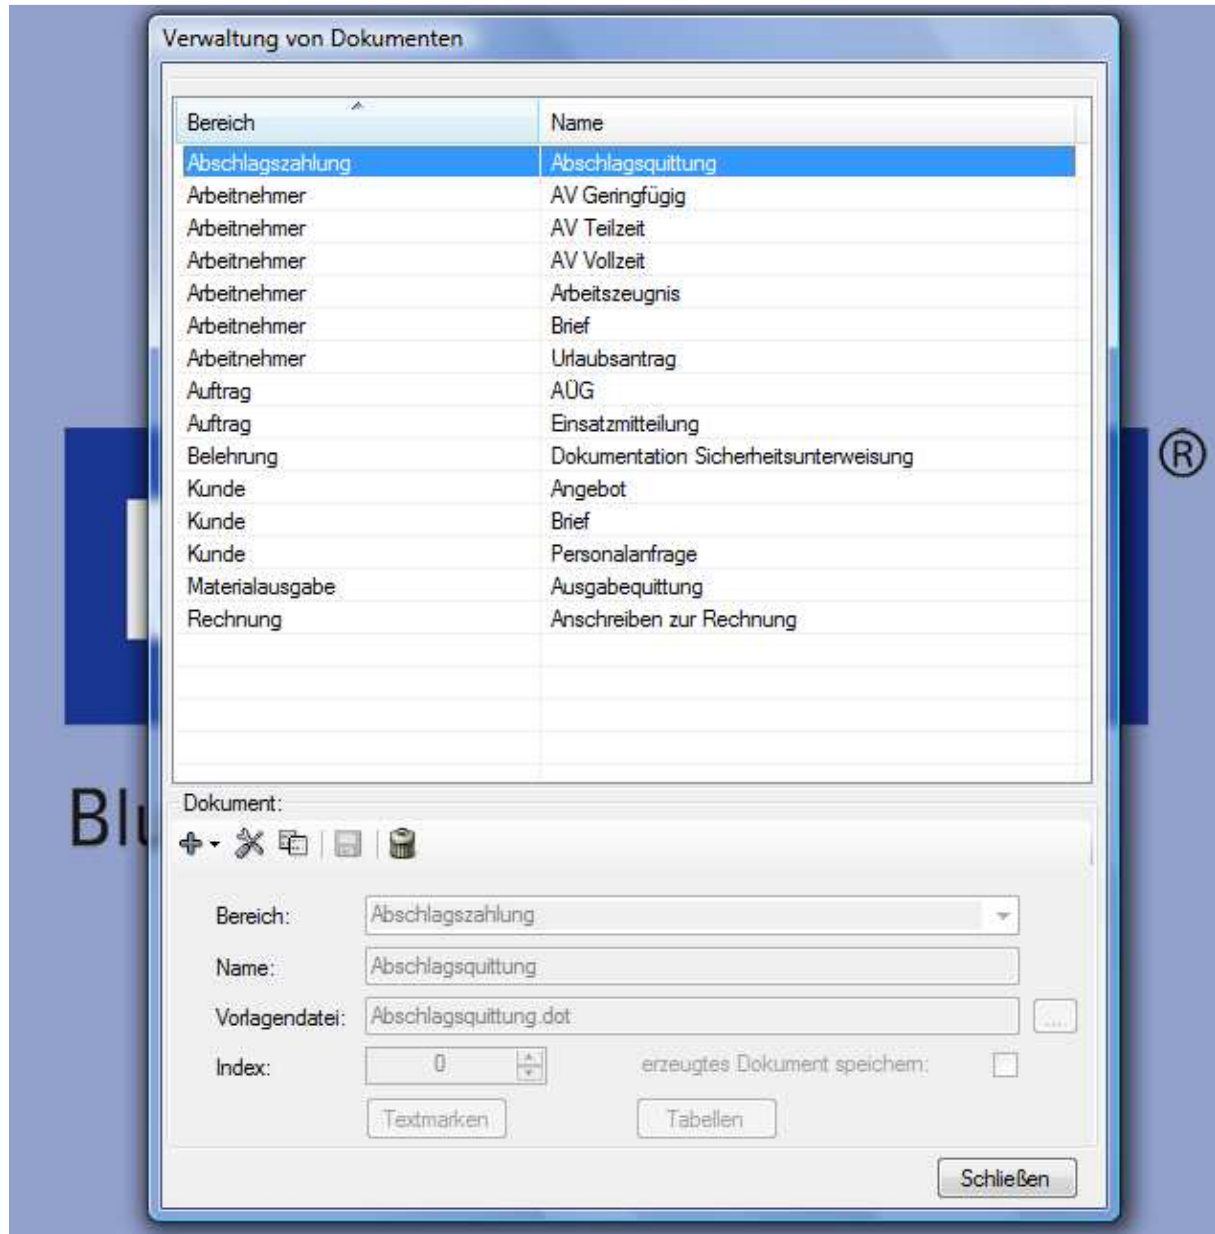 Verwaltung von Dokumenten
Bereich Name
Abschlagszahlung Abschlagsquittung
Arbeitnehmer AV Geringfügig
Arbeitnehmer AV Teilzeit
Arbeitnehmer AV Vollzeit
Arbeitnehmer Arbeitszeugnis
Arbeitnehmer Brief
Arbeitnehmer Urlaubsantrag
Auftrag AÜG
Auftrag Einsatzmitteilung
Belehrung Dokumentation Sicherheitsunterweisung
®
Kunde Angebot
Kunde Brief
Kunde Personalanfrage
Materialausgabe Ausgabequittung
Rechnung Anschreiben zur Rechnung
Dokument:
Bereich: Abschlagszahlung
Name: Abschlagsquittung
Vorlagendatei: Abschlagsquittung.dot ....
Index: 0 erzeugtes Dokument speichern:
Textmarken Tabellen
Schließen